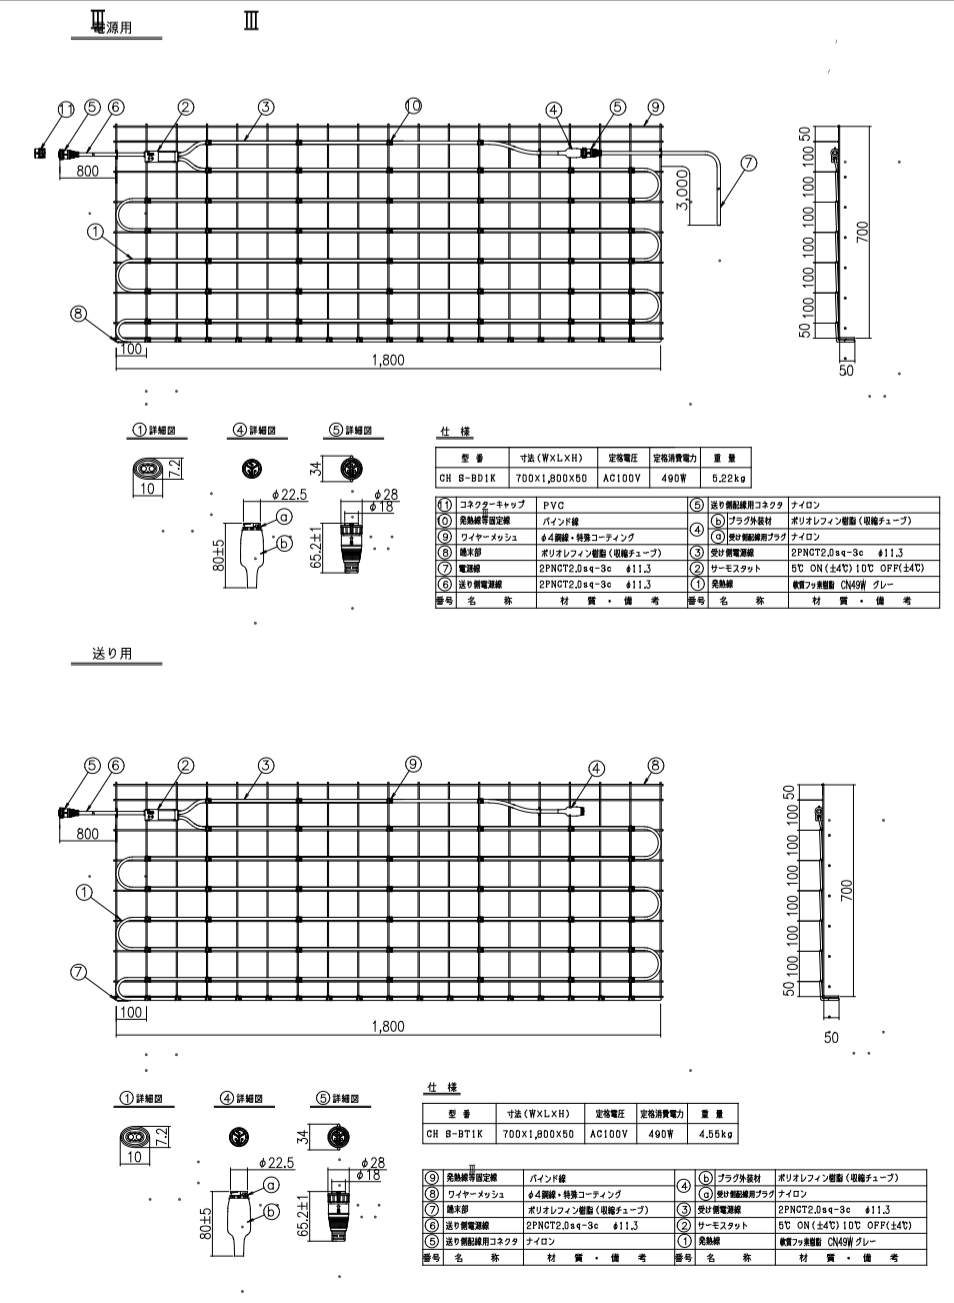 電源用
⑪ ⑤ ⑥ ② ③ ⑩ ④ ⑤ ⑨
800
3,000
⑦
①
⑧
100
1,800
50
100
100
100
100
100
100
50
700
50
①詳細図
④詳細図
⑤詳細図
7.2
10
φ22.5
ⓐ
ⓑ
80±5
34
φ28
φ18
65.2±1
仕 様
型 番 寸法(W×L×H) 定格電圧 定格消費電力 重 量
CH S-BD1K 700×1,800×50 AC100V 490W 5.22kg
⑪ コネクターキャップ PVC ⑤ 送り側配線用コネクタ ナイロン
⑩ 発熱線等固定線 バインド線 ④ ⓑ プラグ外装材 ポリオレフィン樹脂(収縮チューブ)
⑨ ワイヤーメッシュ φ4鋼線・特殊コーティング ⓐ 受け側配線用プラグ ナイロン
⑧ 端末部 ポリオレフィン樹脂(収縮チューブ) ③ 受け側電源線 2PNCT2.0sq-3c φ11.3
⑦ 電源線 2PNCT2.0sq-3c φ11.3 ② サーモスタット 5℃ ON(±4℃)10℃ OFF(±4℃)
⑥ 送り側電源線 2PNCT2.0sq-3c φ11.3 ① 発熱線 軟質フッ素樹脂 CN49W グレー
番号 名 称 材 質 ・ 備 考 番号 名 称 材 質 ・ 備 考
送り用
⑤ ⑥ ② ③ ⑨ ④ ⑧
800
①
⑦
100
1,800
50
100
100
100
100
100
100
50
700
50
①詳細図
④詳細図
⑤詳細図
7.2
10
φ22.5
ⓐ
ⓑ
80±5
34
φ28
φ18
65.2±1
仕 様
型 番 寸法(W×L×H) 定格電圧 定格消費電力 重 量
CH S-BT1K 700×1,800×50 AC100V 490W 4.55kg
⑨ 発熱線等固定線 バインド線 ④ ⓑ プラグ外装材 ポリオレフィン樹脂(収縮チューブ)
⑧ ワイヤーメッシュ φ4鋼線・特殊コーティング ⓐ 受け側配線用プラグ ナイロン
⑦ 端末部 ポリオレフィン樹脂(収縮チューブ) ③ 受け側電源線 2PNCT2.0sq-3c φ11.3
⑥ 送り側電源線 2PNCT2.0sq-3c φ11.3 ② サーモスタット 5℃ ON(±4℃)10℃ OFF(±4℃)
⑤ 送り側配線用コネクタ ナイロン ① 発熱線 軟質フッ素樹脂 CN49W グレー
番号 名 称 材 質 ・ 備 考 番号 名 称 材 質 ・ 備 考